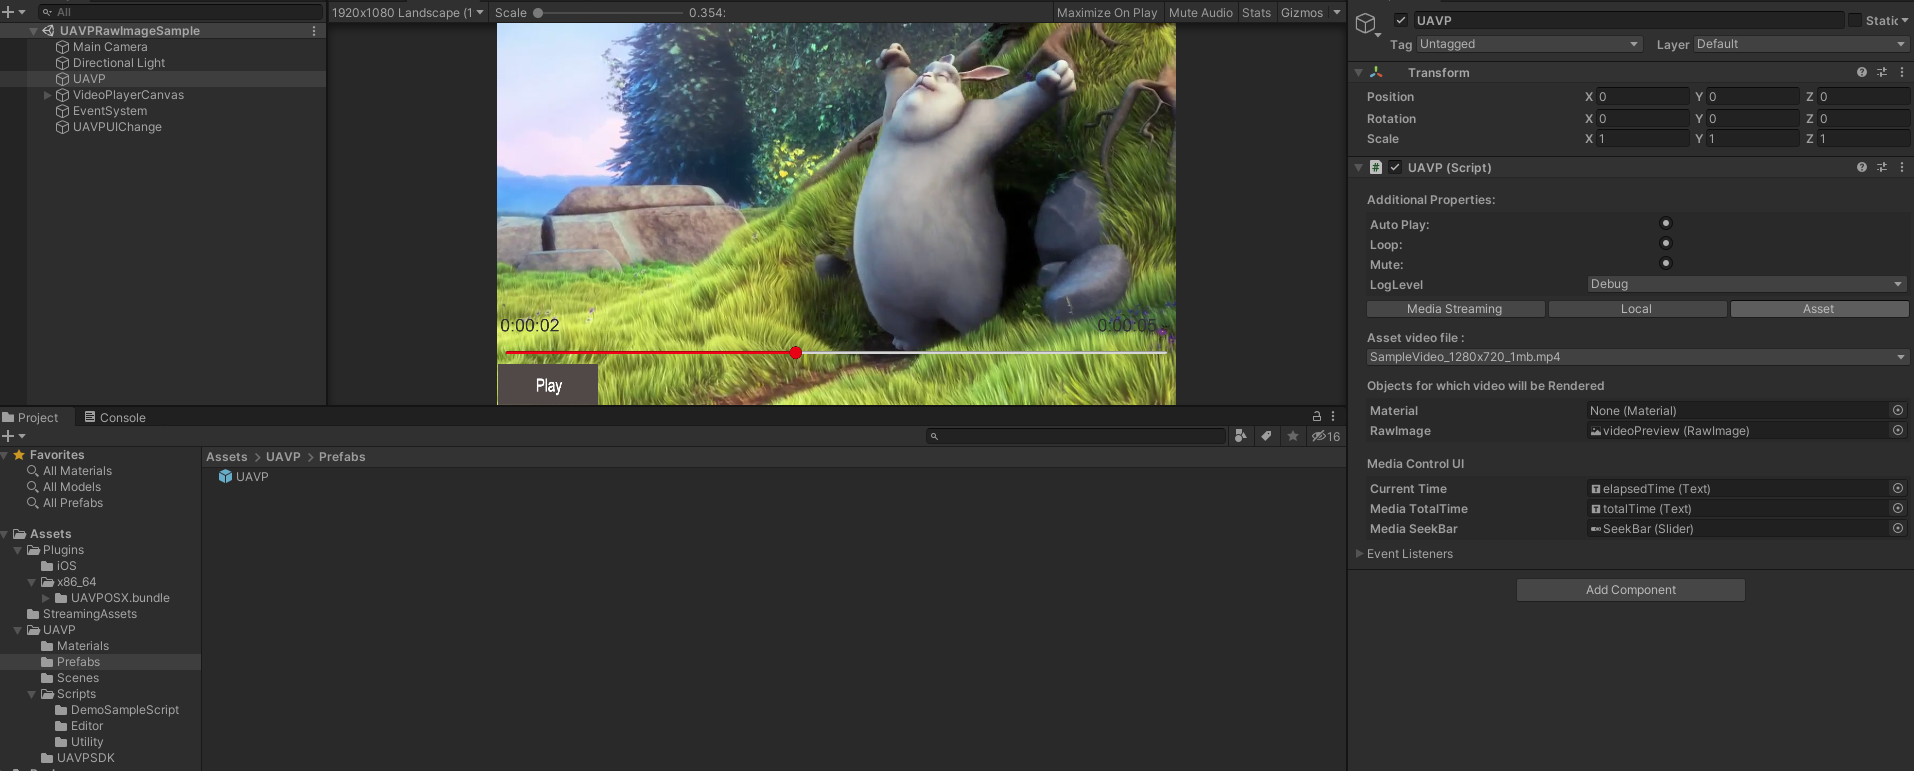 All
UAVPRawImageSample
Main Camera
Directional Light
UAVP
VideoPlayerCanvas
EventSystem
UAVPUIChange
1920x1080 Landscape (1
Scale
0.354:
Maximize On Play
Mute Audio
Stats
Gizmos
0:00:02
0:00:05
Play
UAVP
Static
Tag
Untagged
Layer
Default
Transform
Position X 0 Y 0 Z 0
Rotation X 0 Y 0 Z 0
Scale X 1 Y 1 Z 1
UAVP (Script)
Additional Properties:
Auto Play:
Loop:
Mute:
LogLevel Debug
Media Streaming Local Asset
Asset video file :
SampleVideo_1280x720_1mb.mp4
Objects for which video will be Rendered
Material None (Material)
RawImage videoPreview (RawImage)
Media Control UI
Current Time elapsedTime (Text)
Media TotalTime totalTime (Text)
Media SeekBar SeekBar (Slider)
Event Listeners
Add Component
Project
Console
16
Favorites
All Materials
All Models
All Prefabs
Assets
Plugins
iOS
x86_64
UAVPOSX.bundle
StreamingAssets
UAVP
Materials
Prefabs
Scenes
Scripts
DemoSampleScript
Editor
Utility
UAVPSDK
Assets > UAVP > Prefabs
UAVP